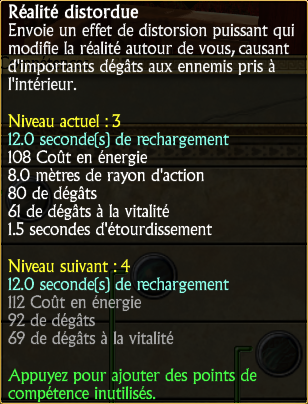 Réalité distordue
Envoie un effet de distorsion puissant qui
modifie la réalité autour de vous, causant
d'importants dégâts aux ennemis pris à
l'intérieur.
Niveau actuel : 3
12.0 seconde(s) de rechargement
108 Coût en énergie
8.0 mètres de rayon d'action
80 de dégâts
61 de dégâts à la vitalité
1.5 secondes d'étourdissement
Niveau suivant : 4
12.0 seconde(s) de rechargement
112 Coût en énergie
92 de dégâts
69 de dégâts à la vitalité
Appuyez pour ajouter des points de
compétence inutilisés.